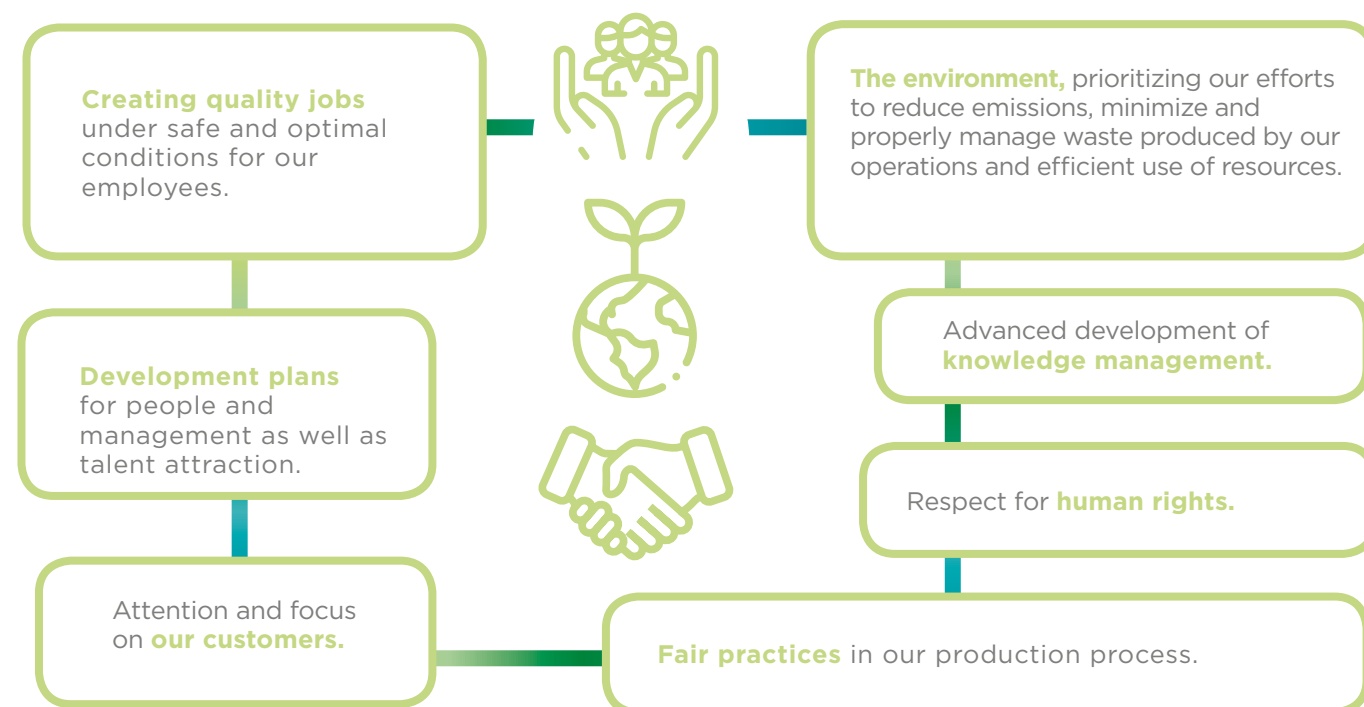 Creating quality jobs
under safe and optimal
conditions for our
employees.
The environment, prioritizing our efforts
to reduce emissions, minimize and
properly manage waste produced by our
operations and efficient use of resources.
Development plans
for people and
management as well as
talent attraction.
Advanced development of
knowledge management.
Respect for human rights.
Attention and focus
on our customers.
Fair practices in our production process.